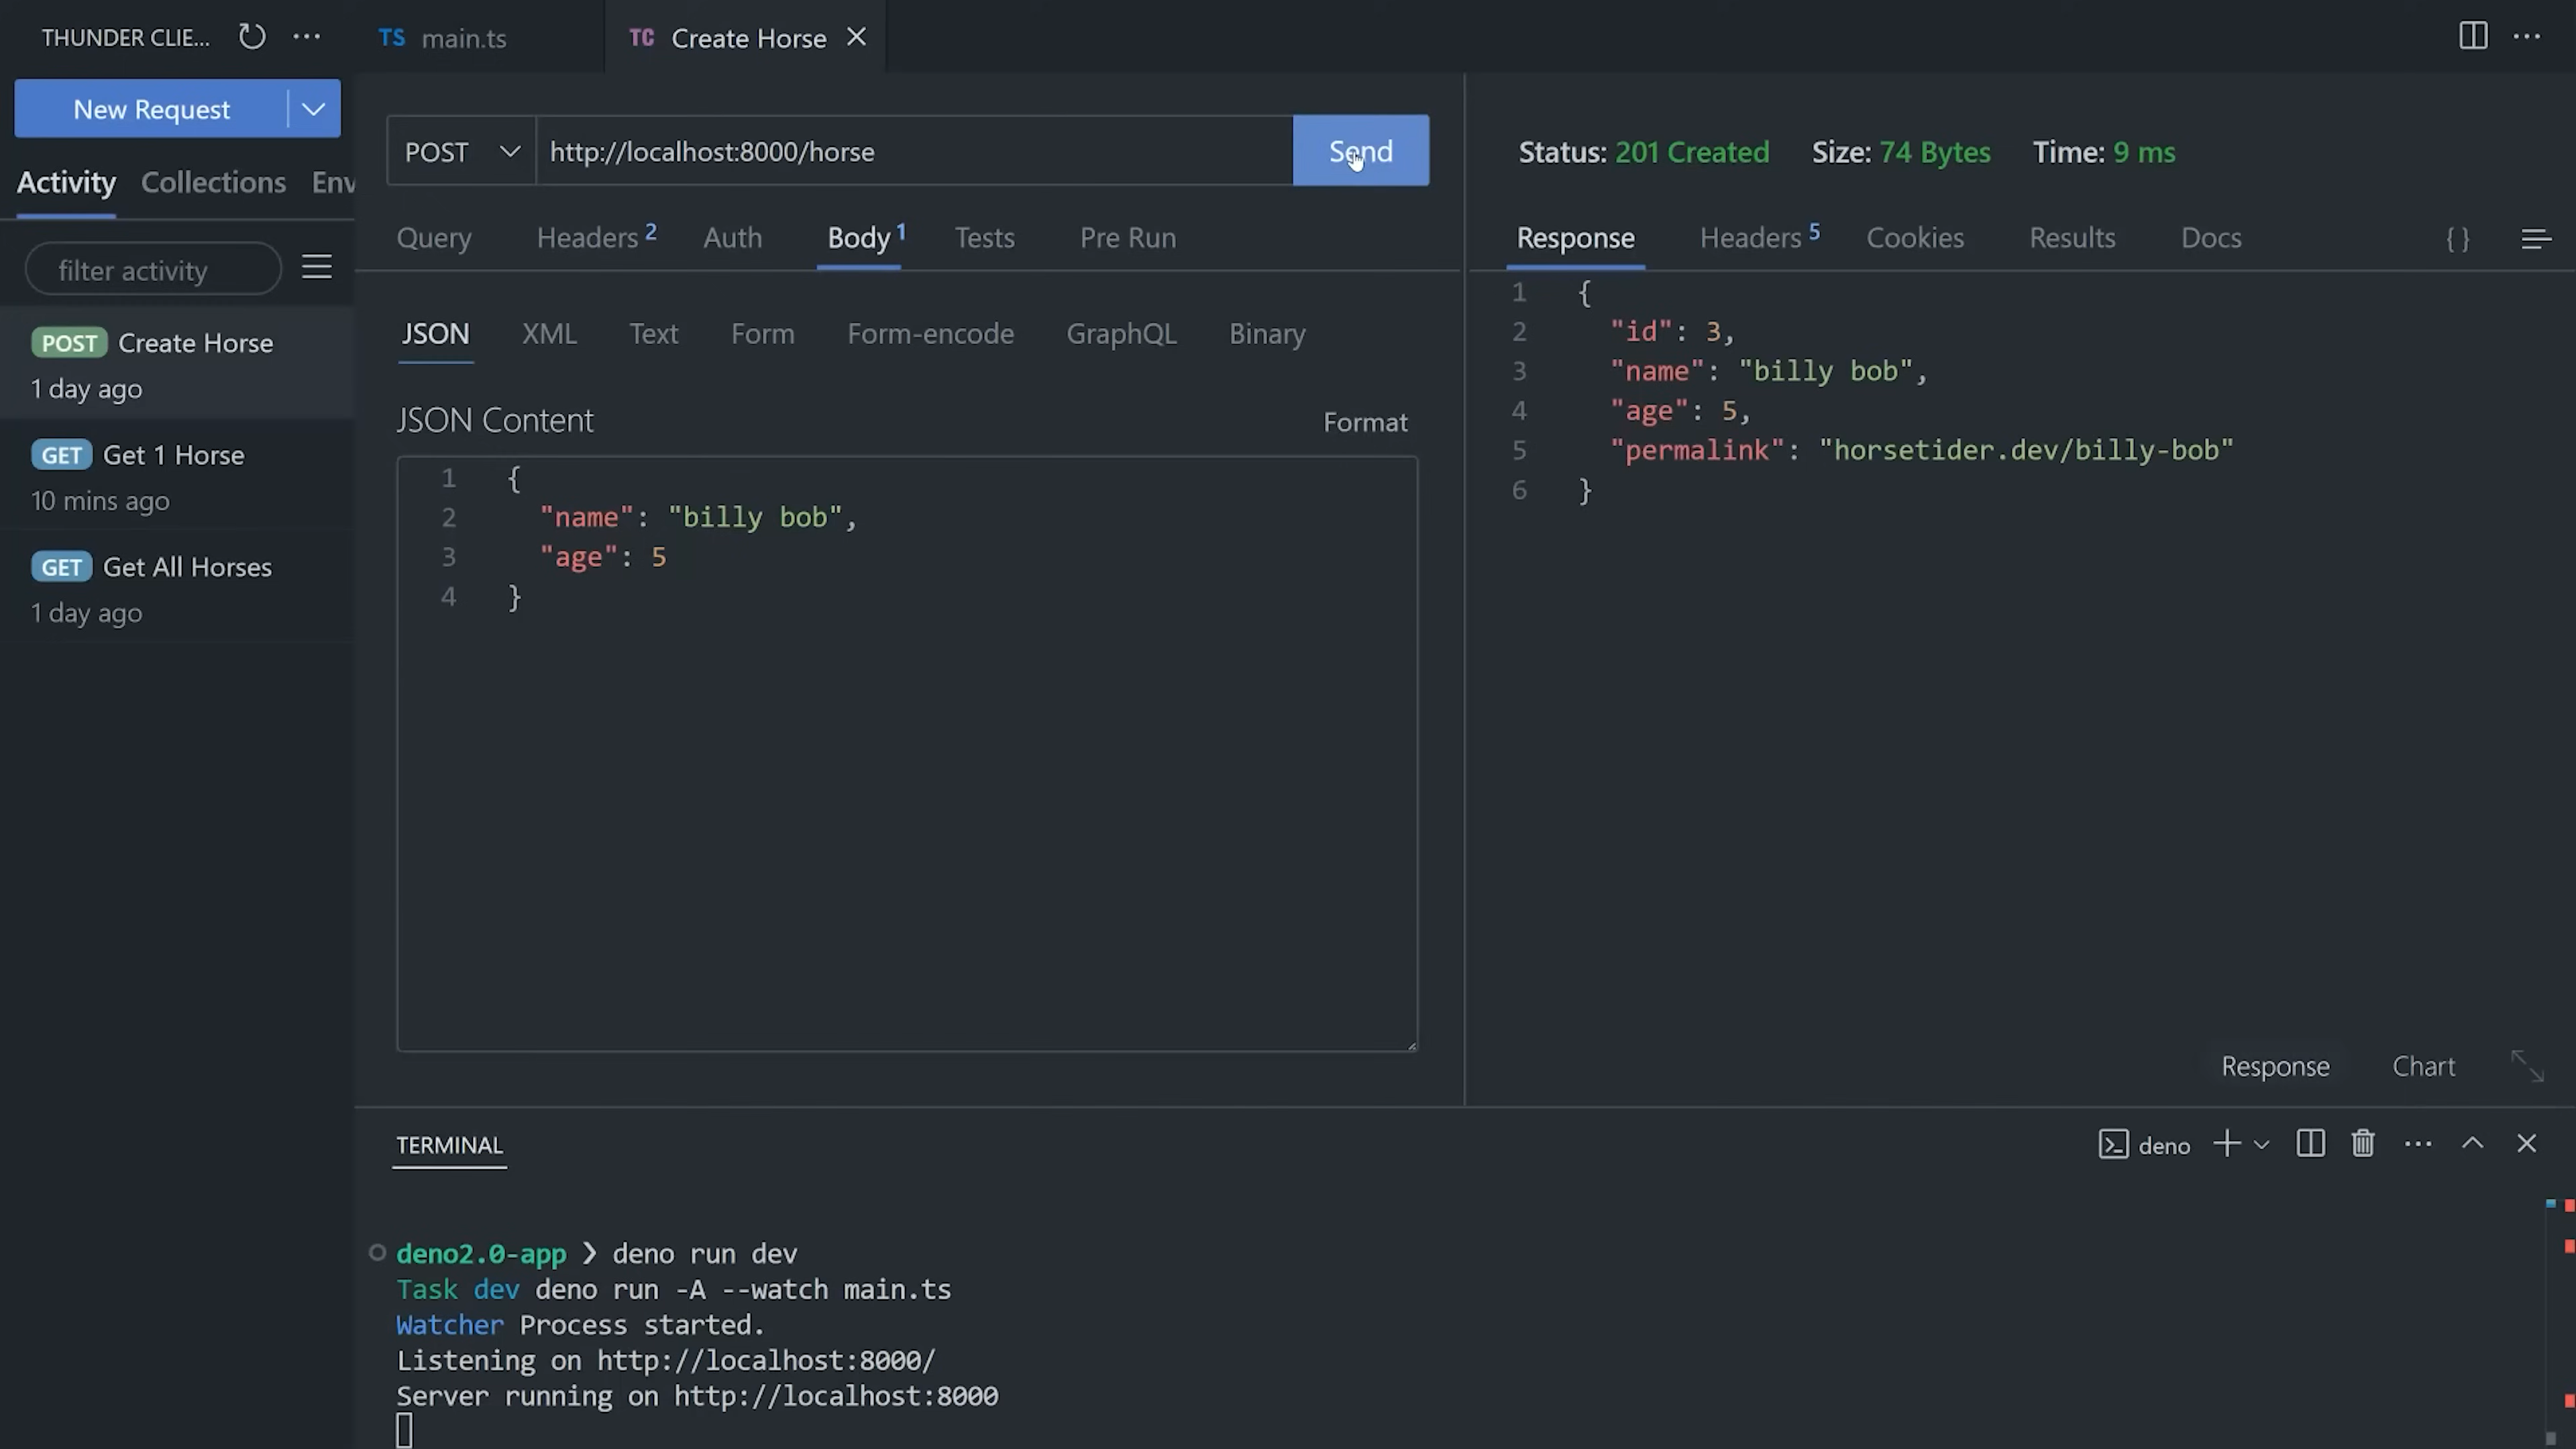 THUNDER CLIE...
TS main.ts
TC Create Horse
New Request
POST
http://localhost:8000/horse
Send
Status: 201 Created Size: 74 Bytes Time: 9 ms
Activity Collections Env
Query Headers 2 Auth Body 1 Tests Pre Run
Response Headers 5 Cookies Results Docs {}
filter activity
POST Create Horse
1 day ago
GET Get 1 Horse
10 mins ago
GET Get All Horses
1 day ago
JSON XML Text Form Form-encode GraphQL Binary
JSON Content Format
1 {
2 "name": "billy bob",
3 "age": 5
4 }
1 {
2 "id": 3,
3 "name": "billy bob",
4 "age": 5,
5 "permalink": "horsetider.dev/billy-bob"
6 }
Response Chart
TERMINAL
deno
deno2.0-app ❯ deno run dev
Task dev deno run -A --watch main.ts
Watcher Process started.
Listening on http://localhost:8000/
Server running on http://localhost:8000